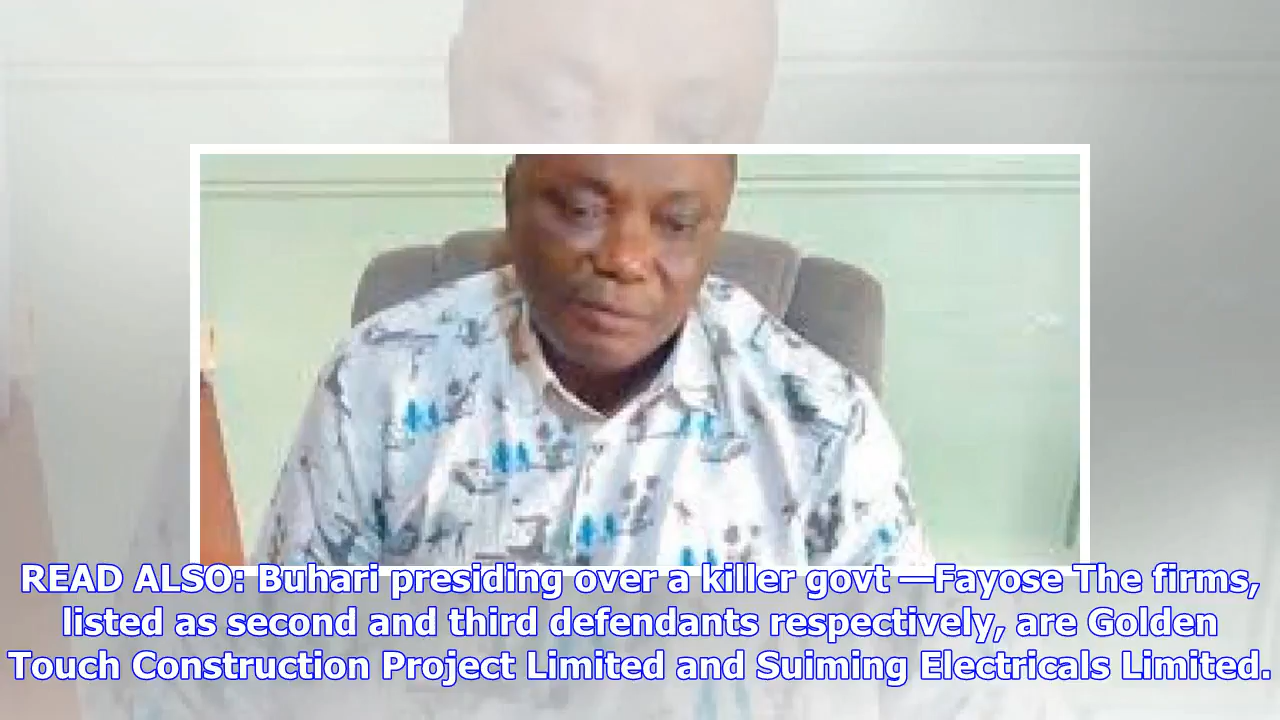 READ ALSO: Buhari presiding over a killer govt —Fayose The firms,
listed as second and third defendants respectively, are Golden
Touch Construction Project Limited and Suiming Electricals Limited.